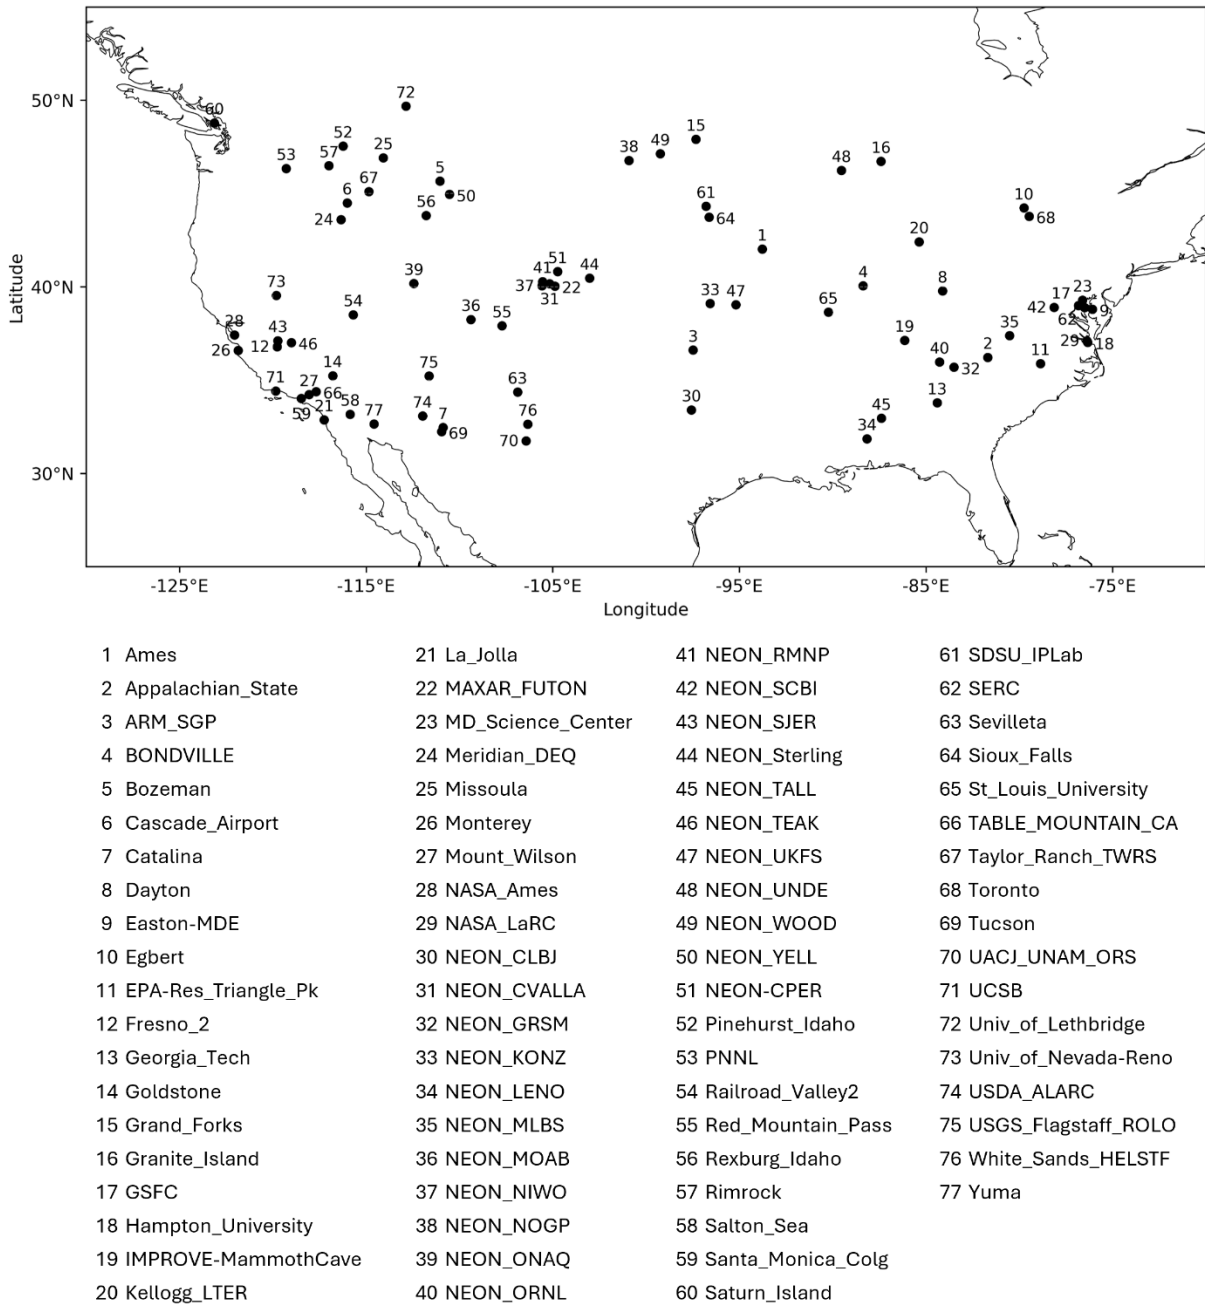 72
60
15
52
49
38
25
57
53
16
48
5
67
6
50
10
61
56
68
64
24
20
1
51
41
44
39
4
8
37
22
73
31
23
17
33
47
42
9
54
36
65
62
55
28
35
43
19
3
29
18
26
12
46
2
40
11
14
75
32
71
27
66
63
13
30
59
21
58
77
74
7
76
45
69
70
34
50°N
40°N
30°N
Latitude
-125°E -115°E -105°E -95°E -85°E -75°E
Longitude
1 Ames 21 La_Jolla 41 NEON_RMNP 61 SDSU_IPLab
2 Appalachian_State 22 MAXAR_FUTON 42 NEON_SCBI 62 SERC
3 ARM_SGP 23 MD_Science_Center 43 NEON_SJER 63 Sevilleta
4 BONDVILLE 24 Meridian_DEQ 44 NEON_Sterling 64 Sioux_Falls
5 Bozeman 25 Missoula 45 NEON_TALL 65 St_Louis_University
6 Cascade_Airport 26 Monterey 46 NEON_TEAK 66 TABLE_MOUNTAIN_CA
7 Catalina 27 Mount_Wilson 47 NEON_UKFS 67 Taylor_Ranch_TWRS
8 Dayton 28 NASA_Ames 48 NEON_UNDE 68 Toronto
9 Easton-MDE 29 NASA_LaRC 49 NEON_WOOD 69 Tucson
10 Egbert 30 NEON_CLBJ 50 NEON_YELL 70 UACJ_UNAM_ORS
11 EPA-Res_Triangle_Pk 31 NEON_CVALLA 51 NEON-CPER 71 UCSB
12 Fresno_2 32 NEON_GRSM 52 Pinehurst_Idaho 72 Univ_of_Lethbridge
13 Georgia_Tech 33 NEON_KONZ 53 PNNL 73 Univ_of_Nevada-Reno
14 Goldstone 34 NEON_LENO 54 Railroad_Valley2 74 USDA_ALARC
15 Grand_Forks 35 NEON_MLBS 55 Red_Mountain_Pass 75 USGS_Flagstaff_ROLO
16 Granite_Island 36 NEON_MOAB 56 Rexburg_Idaho 76 White_Sands_HELSTF
17 GSFC 37 NEON_NIWO 57 Rimrock 77 Yuma
18 Hampton_University 38 NEON_NOGP 58 Salton_Sea
19 IMPROVE-MammothCave 39 NEON_ONAQ 59 Santa_Monica_Colg
20 Kellogg_LTER 40 NEON_ORNL 60 Saturn_Island